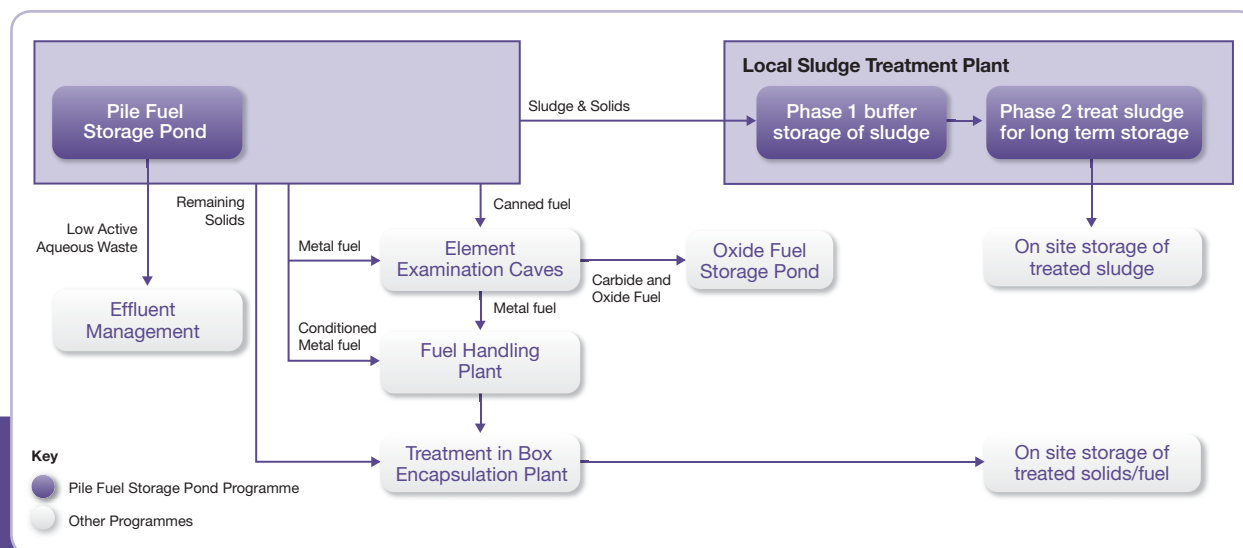 Local Sludge Treatment Plant
Pile Fuel
Storage Pond
Sludge & Solids
Phase 1 buffer
storage of sludge
Phase 2 treat sludge
for long term storage
Low Active
Aqueous Waste
Remaining
Solids
Canned fuel
Metal fuel
Element
Examination Caves
Carbide and
Oxide Fuel
Oxide Fuel
Storage Pond
On site storage of
treated sludge
Effluent
Management
Metal fuel
Conditioned
Metal fuel
Fuel Handling
Plant
Treatment in Box
Encapsulation Plant
On site storage of
treated solids/fuel
Key
Pile Fuel Storage Pond Programme
Other Programmes